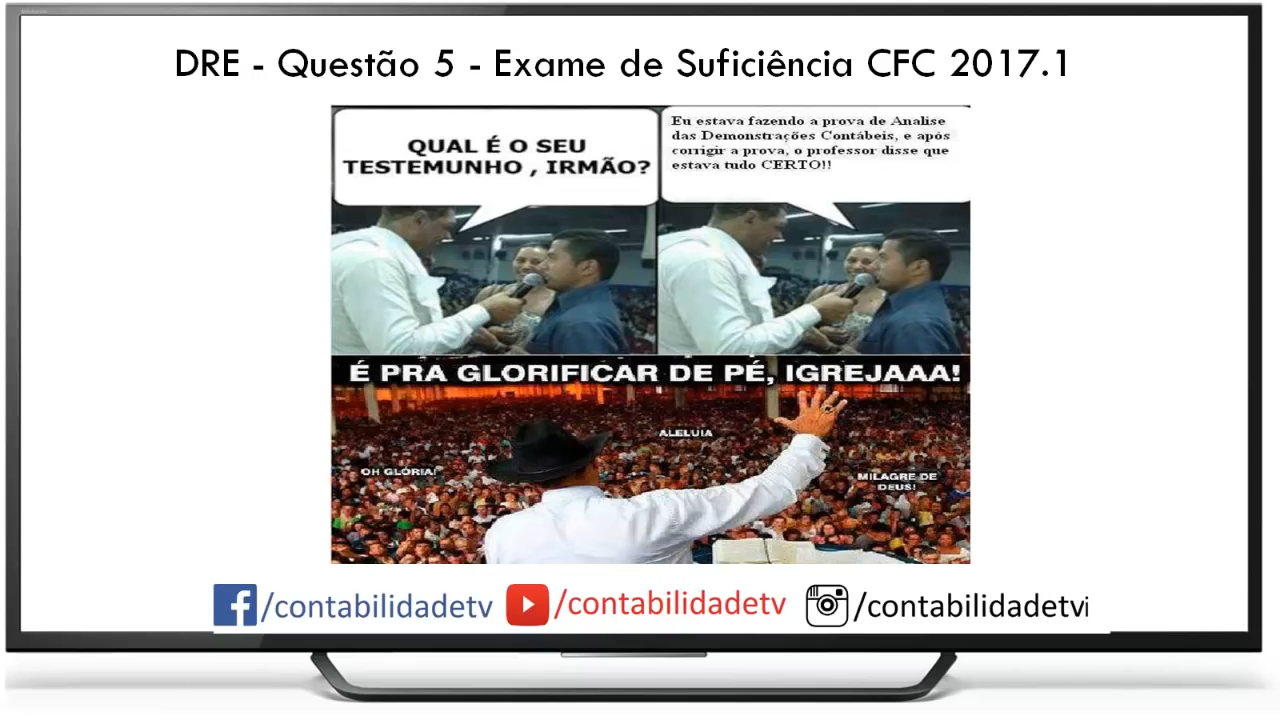 DRE - Questão 5 - Exame de Suficiência CFC 2017.1
QUAL É O SEU
TESTEMUNHO , IRMÃO?
Eu estava fazendo a prova de Analise
das Demonstrações Contábeis, e após
corrigir a prova, o professor disse que
estava tudo CERTO!!
É PRA GLORIFICAR DE PÉ, IGREJAAA!
ALELUIA
OH GLÓRIA!
MILAGRE DE
DEUS!
/contabilidadetv
/contabilidadetv
/contabilidadetvi